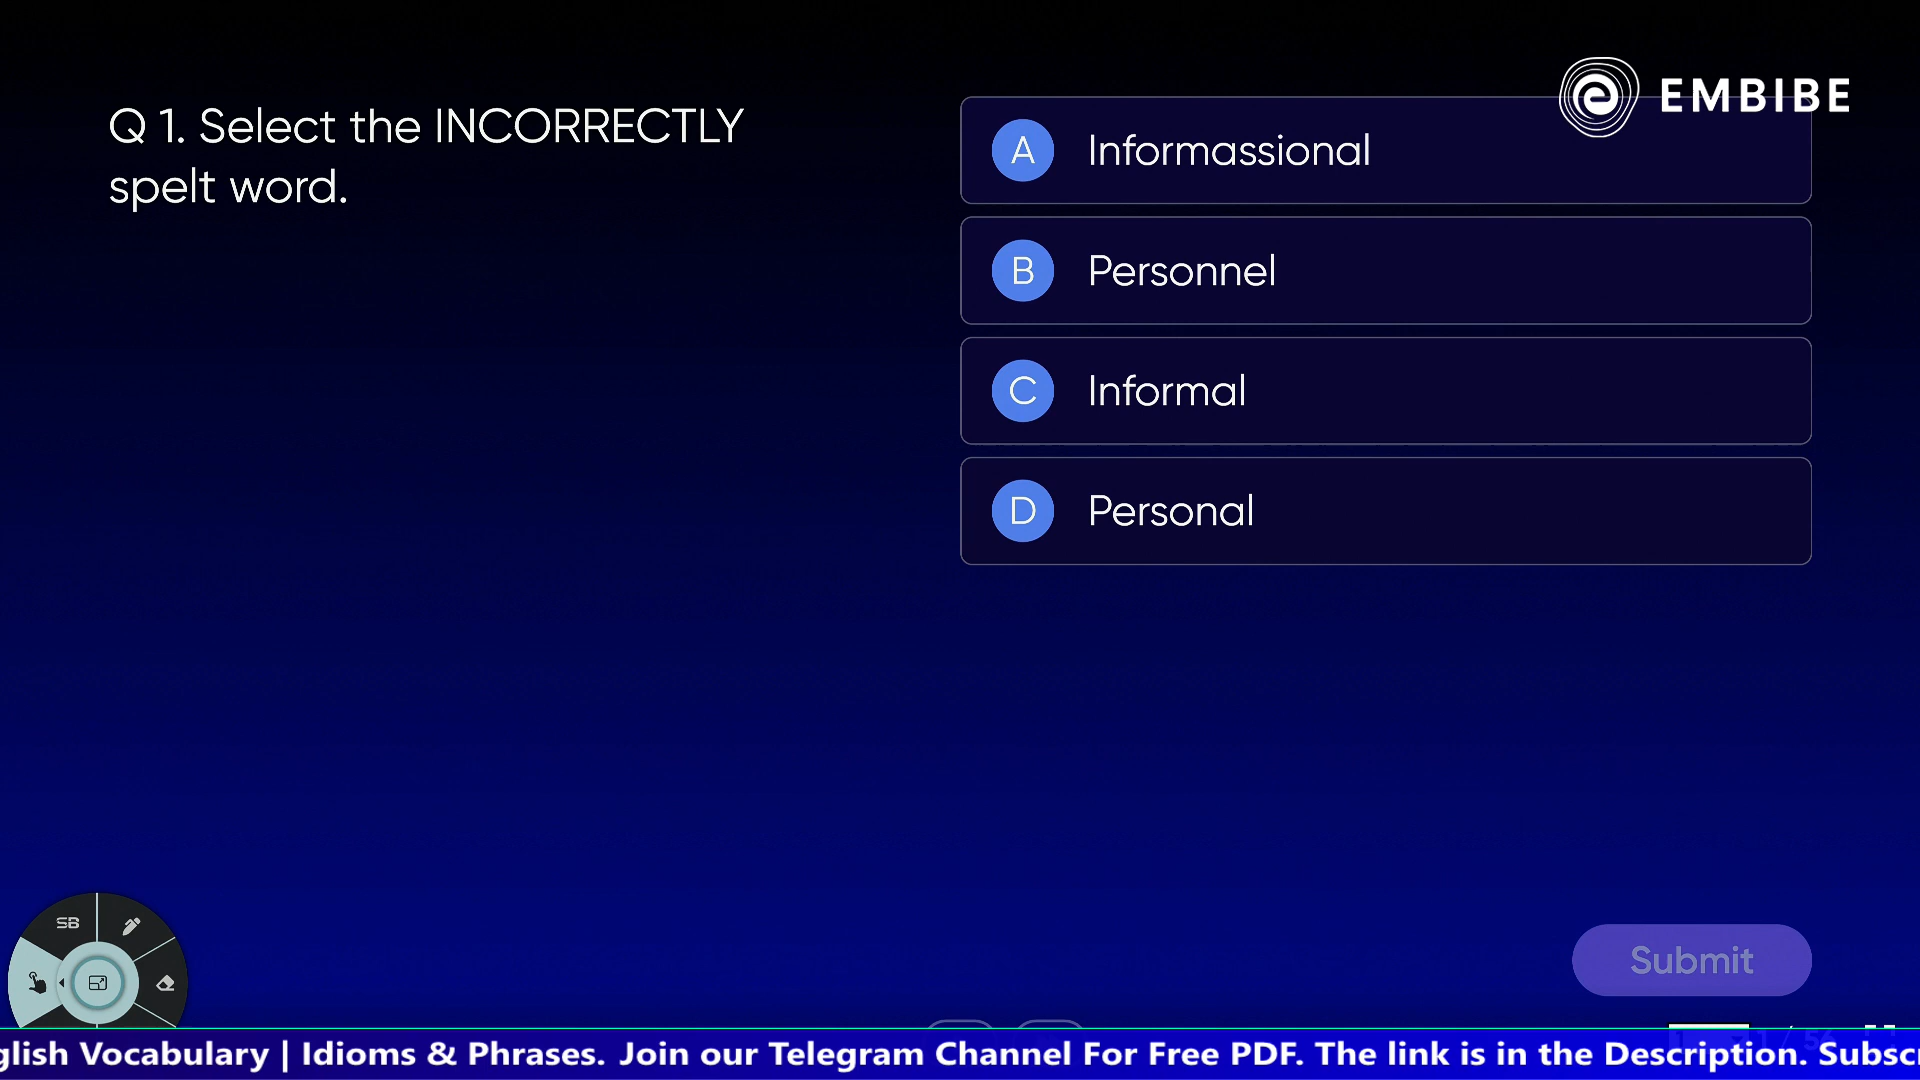 EMBIBE
Q 1. Select the INCORRECTLY
spelt word.
A Informassional
B Personnel
C Informal
D Personal
SB
Submit
glish Vocabulary | Idioms & Phrases. Join our Telegram Channel For Free PDF. The link is in the Description. Subscr